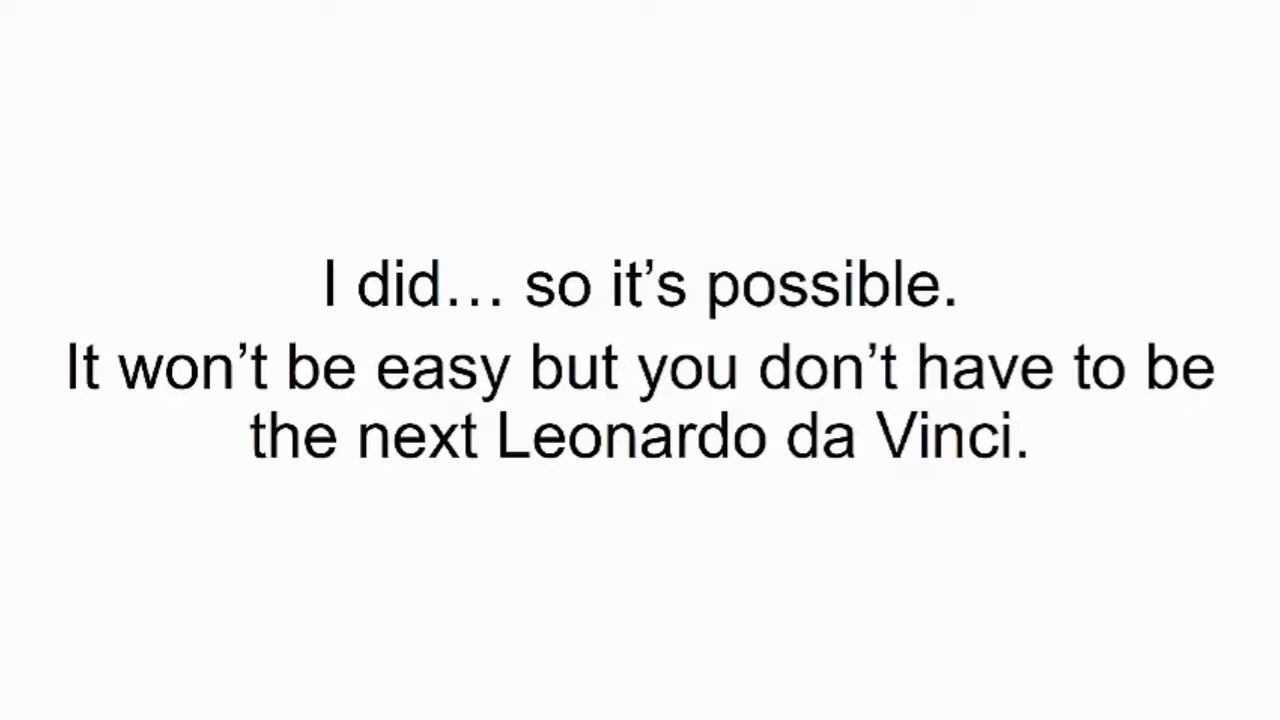 I did… so it’s possible.
It won’t be easy but you don’t have to be
the next Leonardo da Vinci.